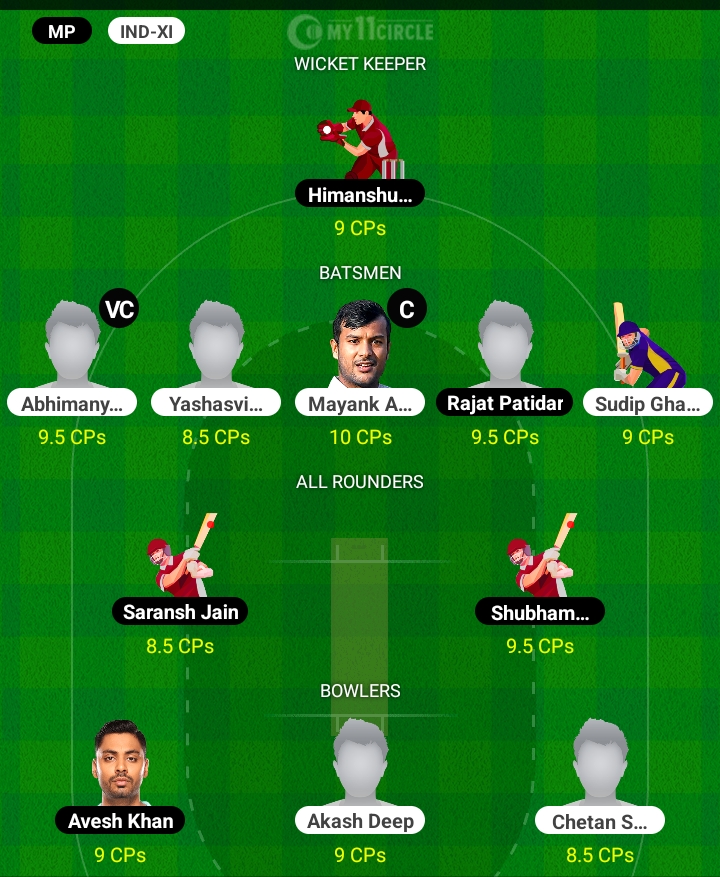 MP IND-XI MY11CIRCLE
WICKET KEEPER
Himanshu...
9 CPs
BATSMEN
VC C
Abhimany... Yashasvi... Mayank A... Rajat Patidar Sudip Gha...
9.5 CPs 8.5 CPs 10 CPs 9.5 CPs 9 CPs
ALL ROUNDERS
Saransh Jain Shubham...
8.5 CPs 9.5 CPs
BOWLERS
Avesh Khan Akash Deep Chetan S...
9 CPs 9 CPs 8.5 CPs